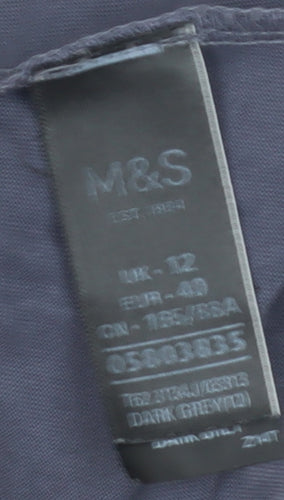 M&S
EST. 1884
UK - 12
EUR - 40
CN - 165/88A
05803835
DARK GREY